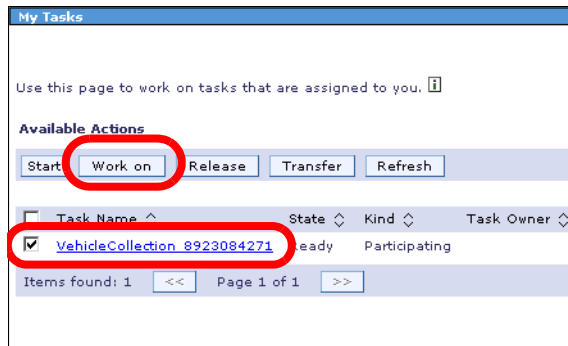 My Tasks
Use this page to work on tasks that are assigned to you. i
Available Actions
Start Work on Release Transfer Refresh
Task Name State Kind Task Owner
VehicleCollection_8923084271 Ready Participating
Items found: 1 << Page 1 of 1 >>